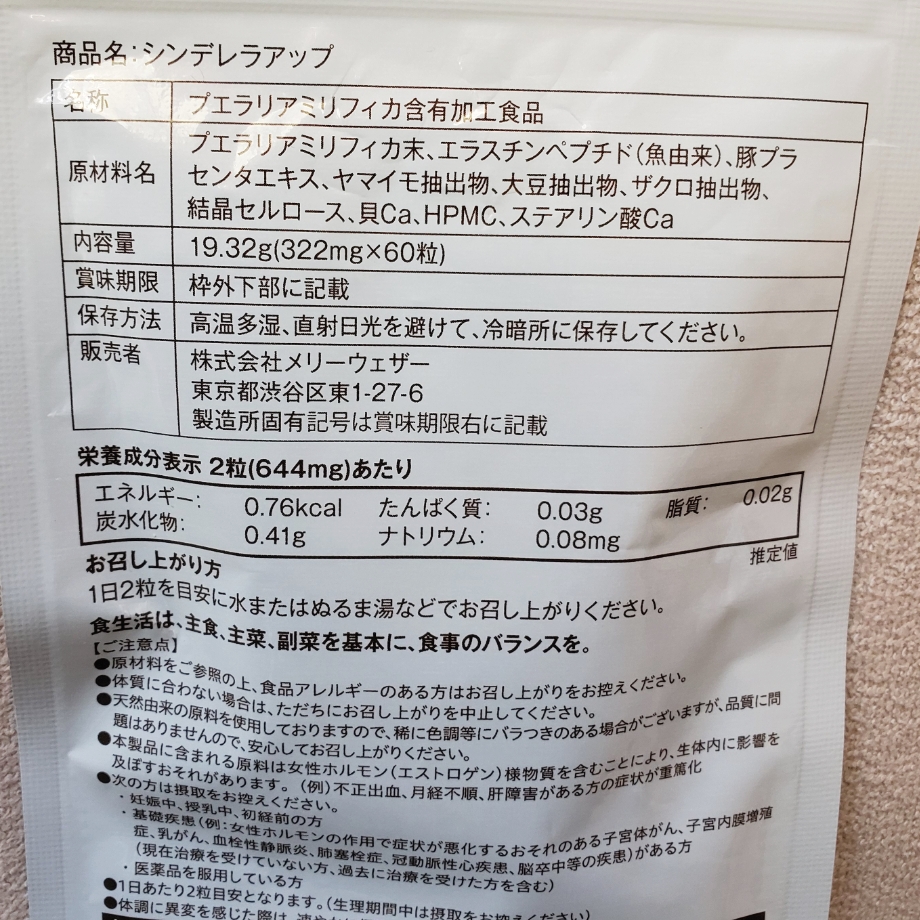 商品名:シンデレラアップ
名称 プエラリアミリフィカ含有加工食品
原材料名 プエラリアミリフィカ末、エラスチンペプチド(魚由来)、豚プラ
センタエキス、ヤマイモ抽出物、大豆抽出物、ザクロ抽出物、
結晶セルロース、貝Ca、HPMC、ステアリン酸Ca
内容量 19.32g(322mg×60粒)
賞味期限 枠外下部に記載
保存方法 高温多湿、直射日光を避けて、冷暗所に保存してください。
販売者 株式会社メリーウェザー
東京都渋谷区東1-27-6
製造所固有記号は賞味期限右に記載
栄養成分表示 2粒(644mg)あたり
エネルギー: 0.76kcal たんぱく質: 0.03g 脂質: 0.02g
炭水化物: 0.41g ナトリウム: 0.08mg
推定値
お召し上がり方
1日2粒を目安に水またはぬるま湯などでお召し上がりください。
食生活は、主食、主菜、副菜を基本に、食事のバランスを。
【ご注意点】
●原材料をご参照の上、食品アレルギーのある方はお召し上がりをお控えください。
●体質に合わない場合は、ただちにお召し上がりを中止してください。
●天然由来の原料を使用しておりますので、稀に色調等にバラつきのある場合がございますが、品質に問
題はありませんので、安心してお召し上がりください。
●本製品に含まれる原料は女性ホルモン(エストロゲン)様物質を含むことにより、生体内に影響を
及ぼすおそれがあります。(例)不正出血、月経不順、肝障害がある方の症状が重篤化
●次の方は摂取をお控えください。
・妊娠中、授乳中、初経前の方
・基礎疾患(例:女性ホルモンの作用で症状が悪化するおそれのある子宮体がん、子宮内膜増殖
症、乳がん、血栓性静脈炎、肺塞栓症、冠動脈性心疾患、脳卒中等の疾患)がある方
(現在治療を受けていない方、過去に治療を受けた方を含む)
・医薬品を服用している方
●1日あたり2粒目安となります。(生理期間中は摂取をお控えください)
●体調に異変を感じた際は、速やかに